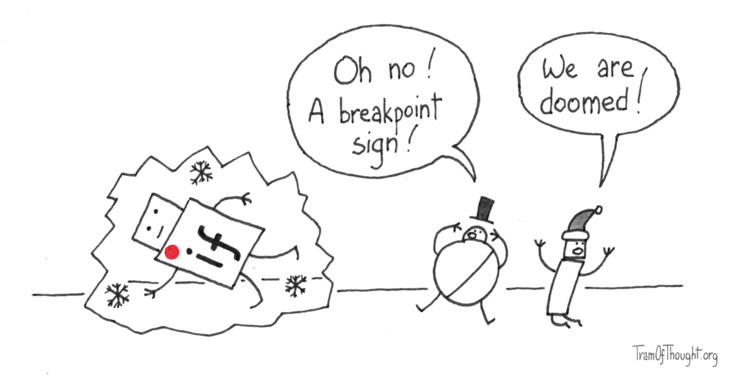 Oh no!
A breakpoint
sign!
We are
doomed!
if
TramOfThought.org